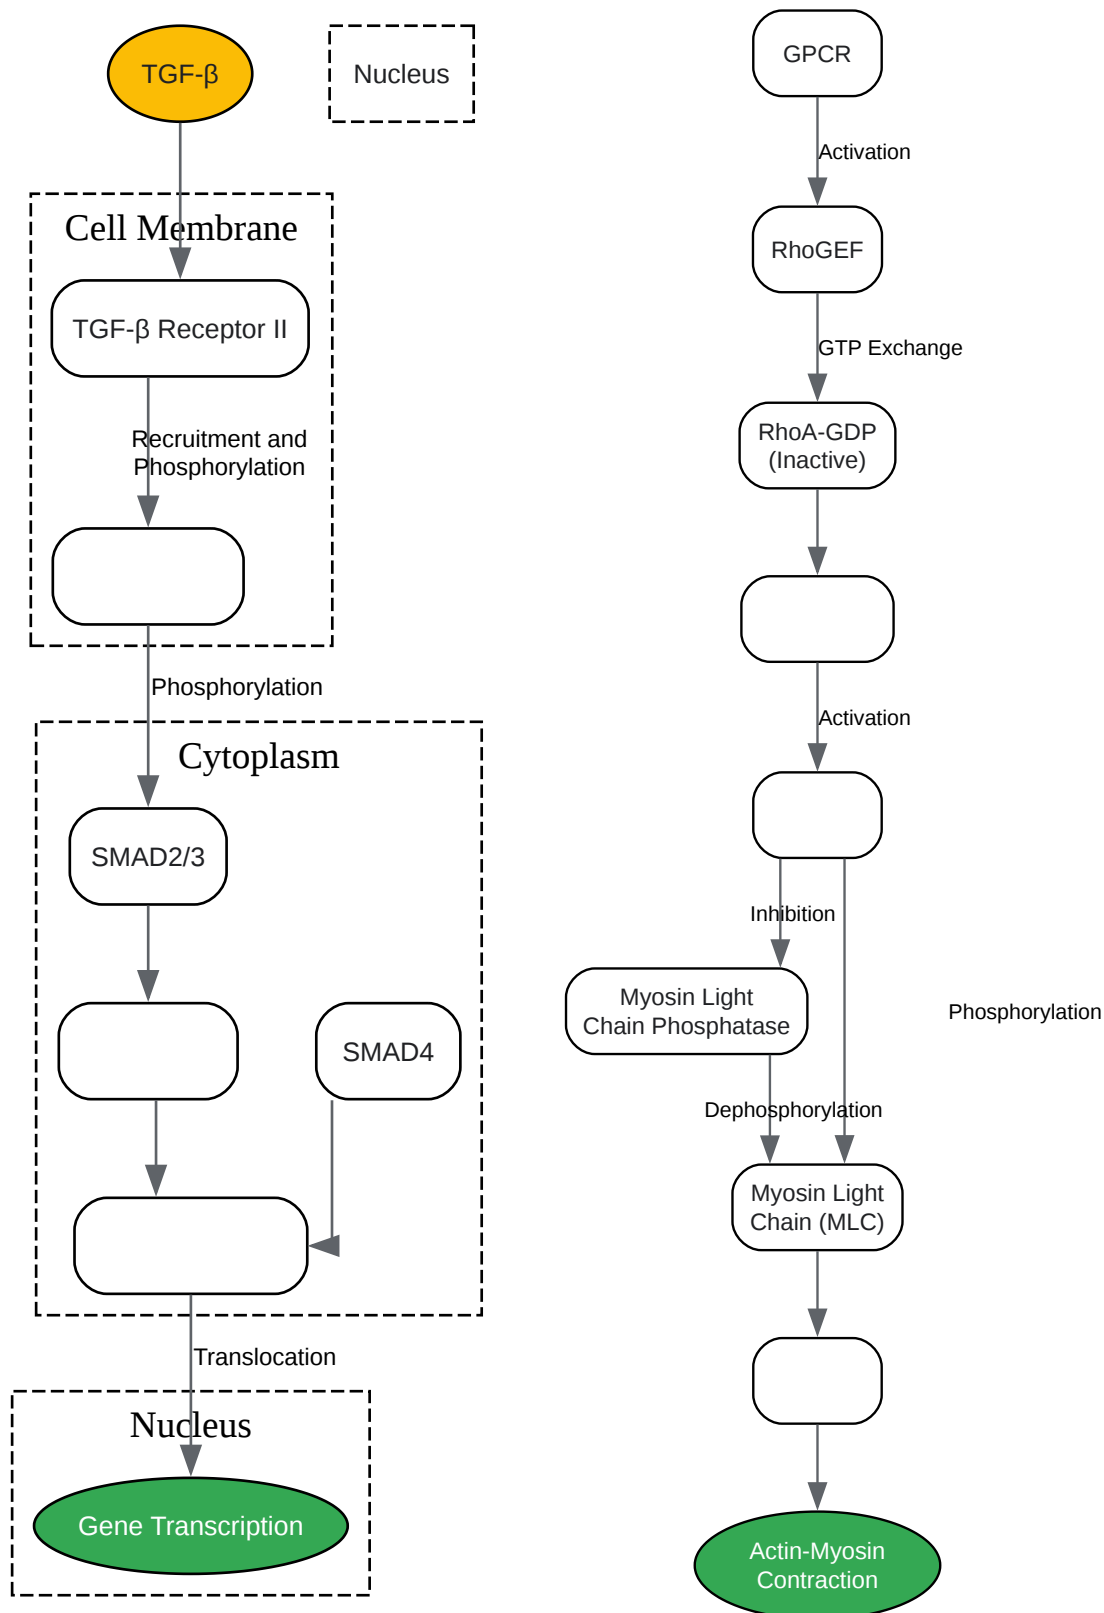 TGF-β
Nucleus
Cell Membrane
TGF-β Receptor II
Recruitment and
Phosphorylation
Phosphorylation
Cytoplasm
SMAD2/3
SMAD4
Translocation
Nucleus
Gene Transcription
GPCR
Activation
RhoGEF
GTP Exchange
RhoA-GDP
(Inactive)
Activation
Inhibition
Myosin Light
Chain Phosphatase
Phosphorylation
Dephosphorylation
Myosin Light
Chain (MLC)
Actin-Myosin
Contraction